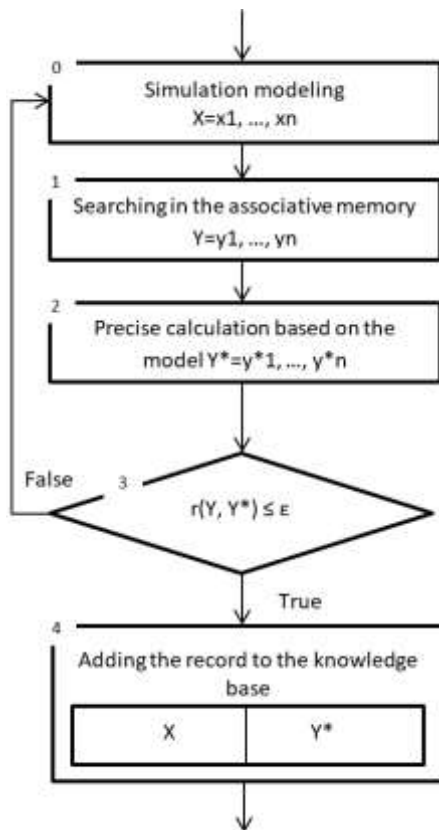 0
Simulation modeling
X=x1, ..., xn
1
Searching in the associative memory
Y=y1, ..., yn
2
Precise calculation based on the
model Y*=y*1, ..., y*n
False
3
r(Y, Y*) ≤ ε
True
4
Adding the record to the knowledge
base
X Y*